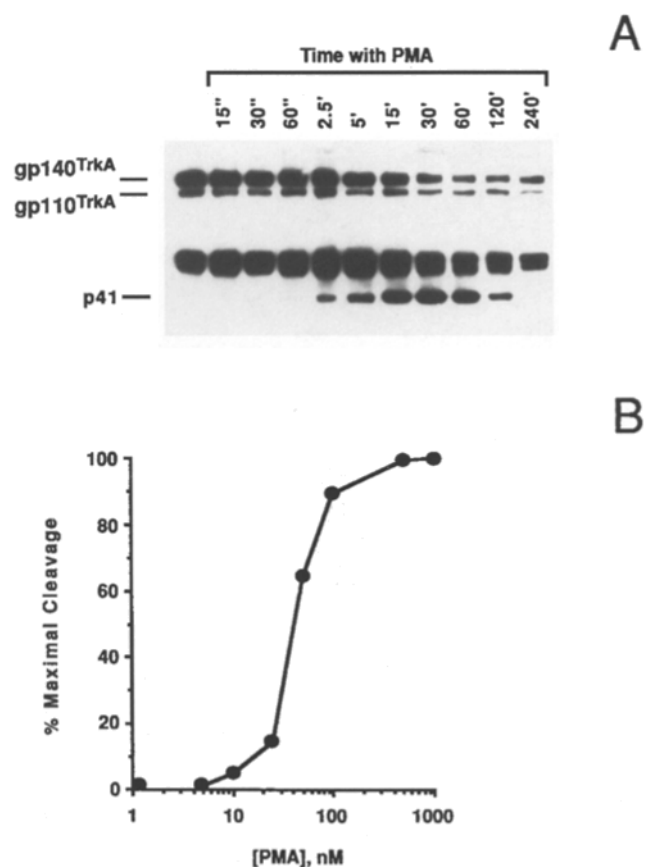 A
Time with PMA
15" 30" 60" 2.5' 5' 15' 30' 60' 120' 240'
gp140TrkA
gp110TrkA
p41
B
100
80
60
40
20
0
% Maximal Cleavage
1 10 100 1000
[PMA], nM